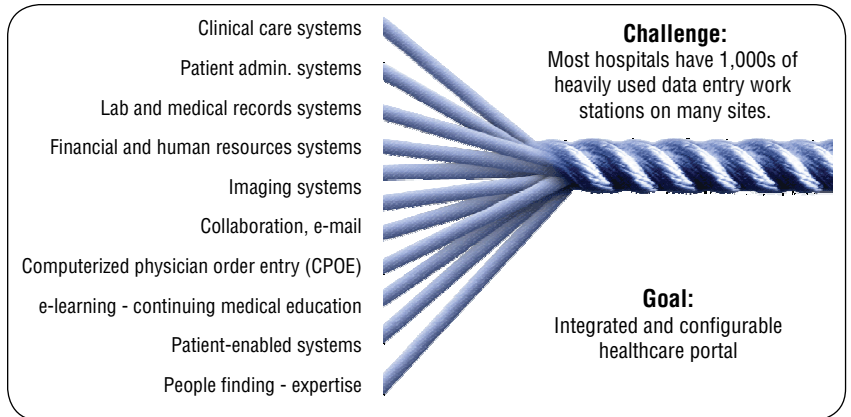 Clinical care systems
Patient admin. systems
Lab and medical records systems
Financial and human resources systems
Imaging systems
Collaboration, e-mail
Computerized physician order entry (CPOE)
e-learning - continuing medical education
Patient-enabled systems
People finding - expertise
Challenge:
Most hospitals have 1,000s of
heavily used data entry work
stations on many sites.
Goal:
Integrated and configurable
healthcare portal